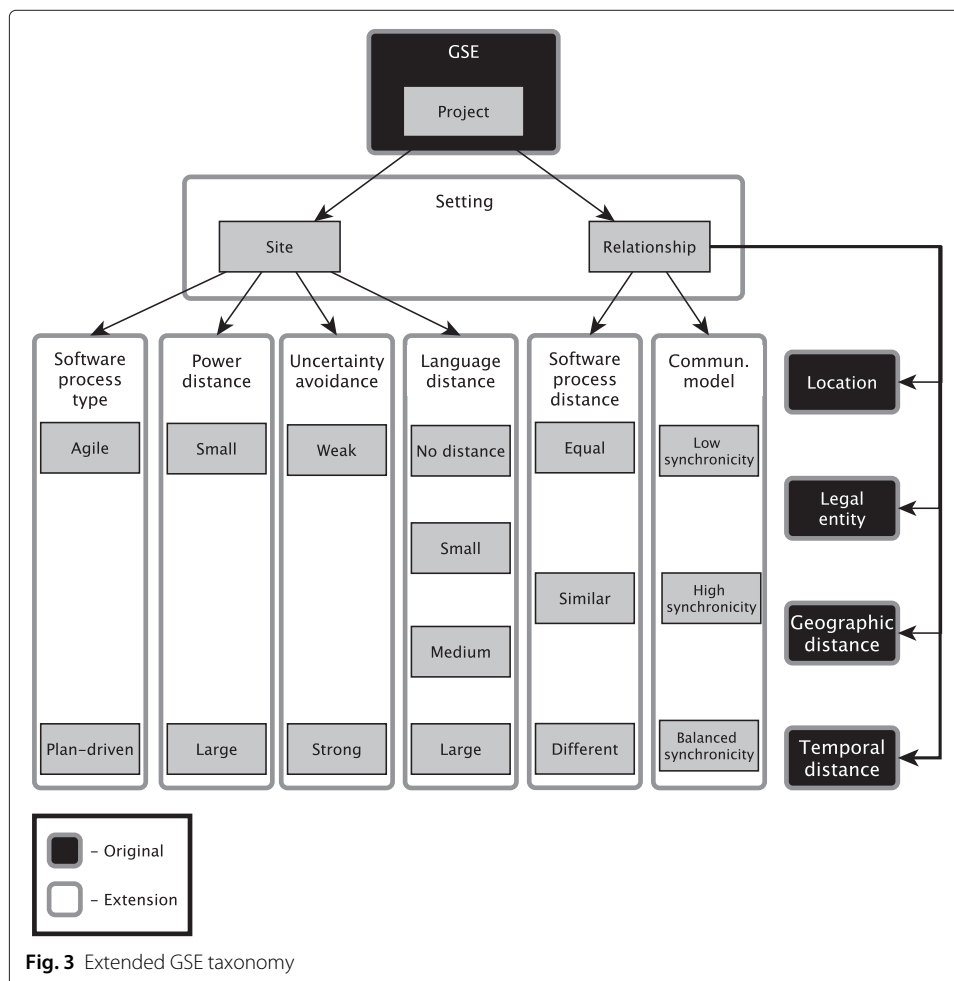 GSE
Project
Setting
Site
Relationship
Software
process
type
Agile
Plan-driven
Power
distance
Small
Large
Uncertainty
avoidance
Weak
Strong
Language
distance
No distance
Small
Medium
Large
Software
process
distance
Equal
Similar
Different
Commun.
model
Low
synchronicity
High
synchronicity
Balanced
synchronicity
Location
Legal
entity
Geographic
distance
Temporal
distance
– Original
– Extension
Fig. 3 Extended GSE taxonomy